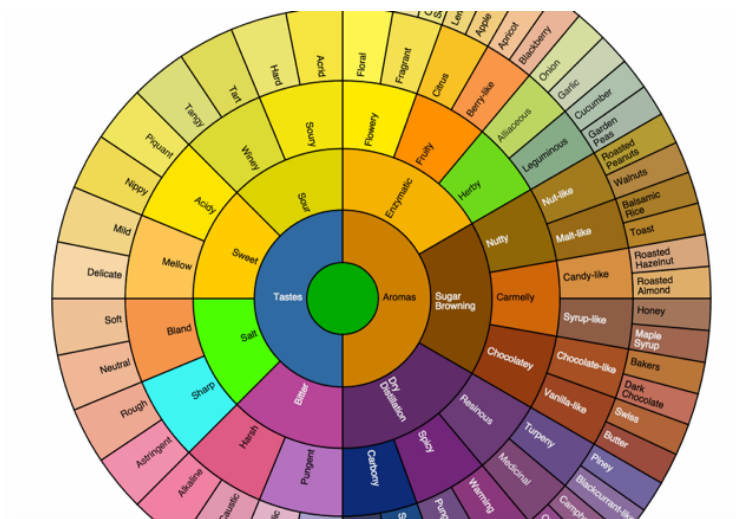 Tastes
Aromas
Sour
Sweet
Salt
Bitter
Enzymatic
Sugar
Browning
Dry
Distillation
Soury
Winey
Acidy
Mellow
Bland
Sharp
Harsh
Pungent
Flowery
Fruity
Herby
Nutty
Carmelly
Chocolatey
Resinous
Spicy
Carbony
Acrid
Hard
Tart
Tangy
Piquant
Nippy
Mild
Delicate
Soft
Neutral
Rough
Astringent
Alkaline
Floral
Fragrant
Citrus
Berry-like
Alliaceous
Leguminous
Nut-like
Malt-like
Candy-like
Syrup-like
Chocolate-like
Vanilla-like
Turpeny
Medicinal
Warming
Apple
Apricot
Blackberry
Onion
Garlic
Cucumber
Garden
Peas
Roasted
Peanuts
Walnuts
Balsamic
Rice
Toast
Roasted
Hazelnut
Roasted
Almond
Honey
Maple
Syrup
Bakers
Dark
Chocolate
Swiss
Butter
Piney